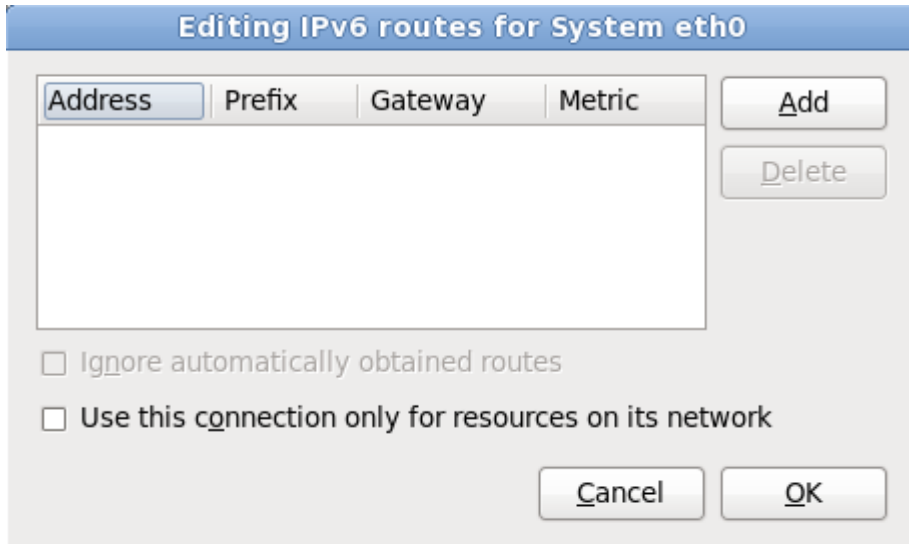 Editing IPv6 routes for System eth0
Address Prefix Gateway Metric
Add
Delete
Ignore automatically obtained routes
Use this connection only for resources on its network
Cancel OK